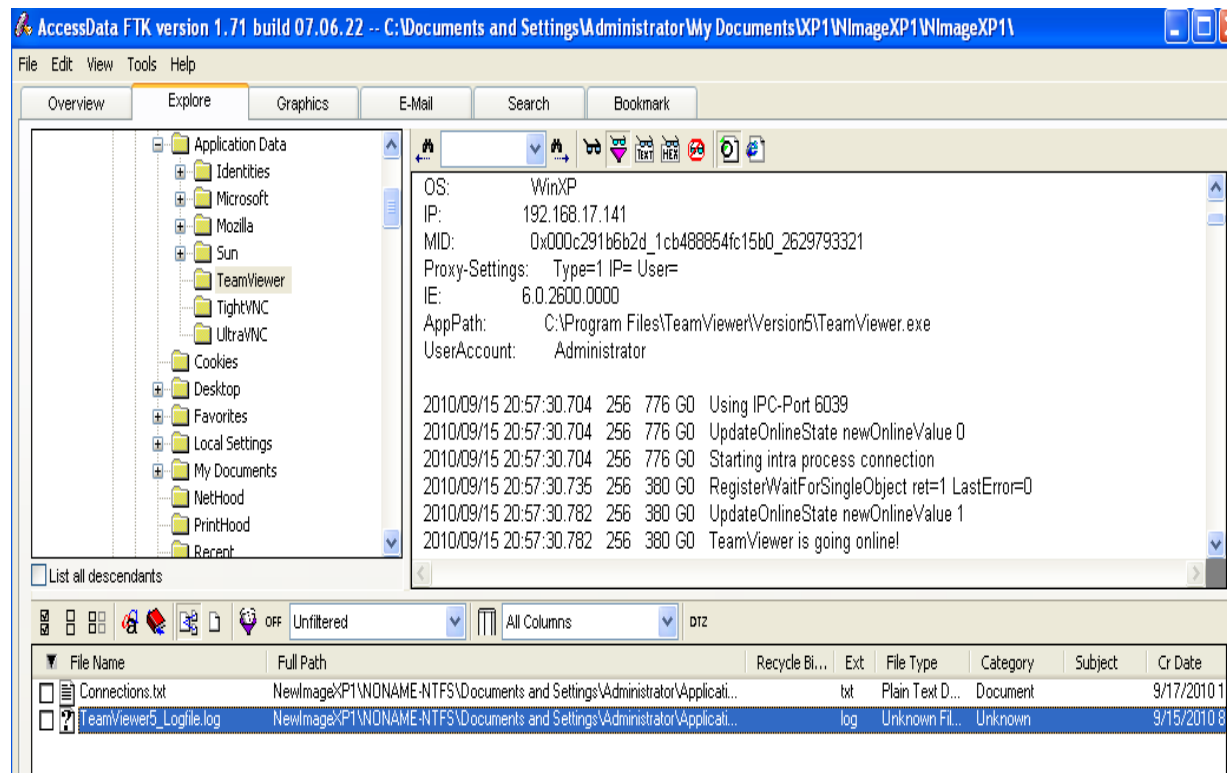 AccessData FTK version 1.71 build 07.06.22 -- C:\Documents and Settings\Administrator\My Documents\XP1\NImageXP1\NImageXP1\
File Edit View Tools Help
Overview Explore Graphics E-Mail Search Bookmark
Application Data
Identities
Microsoft
Mozilla
Sun
TeamViewer
TightVNC
UltraVNC
Cookies
Desktop
Favorites
Local Settings
My Documents
NetHood
PrintHood
Recent
List all descendants
TEXT HEX
OS: WinXP
IP: 192.168.17.141
MID: 0x000c291b6b2d_1cb488854fc15b0_2629793321
Proxy-Settings: Type=1 IP= User=
IE: 6.0.2600.0000
AppPath: C:\Program Files\TeamViewer\Version5\TeamViewer.exe
UserAccount: Administrator
2010/09/15 20:57:30.704 256 776 G0 Using IPC-Port 6039
2010/09/15 20:57:30.704 256 776 G0 UpdateOnlineState newOnlineValue 0
2010/09/15 20:57:30.704 256 776 G0 Starting intra process connection
2010/09/15 20:57:30.735 256 380 G0 RegisterWaitForSingleObject ret=1 LastError=0
2010/09/15 20:57:30.782 256 380 G0 UpdateOnlineState newOnlineValue 1
2010/09/15 20:57:30.782 256 380 G0 TeamViewer is going online!
OFF Unfiltered All Columns DTZ
File Name Full Path Recycle Bi... Ext File Type Category Subject Cr Date
Connections.txt NewImageXP1\NONAME-NTFS\Documents and Settings\Administrator\Applicati... txt Plain Text D... Document 9/17/2010 1
TeamViewer5_Logfile.log NewImageXP1\NONAME-NTFS\Documents and Settings\Administrator\Applicati... log Unknown Fil... Unknown 9/15/2010 8